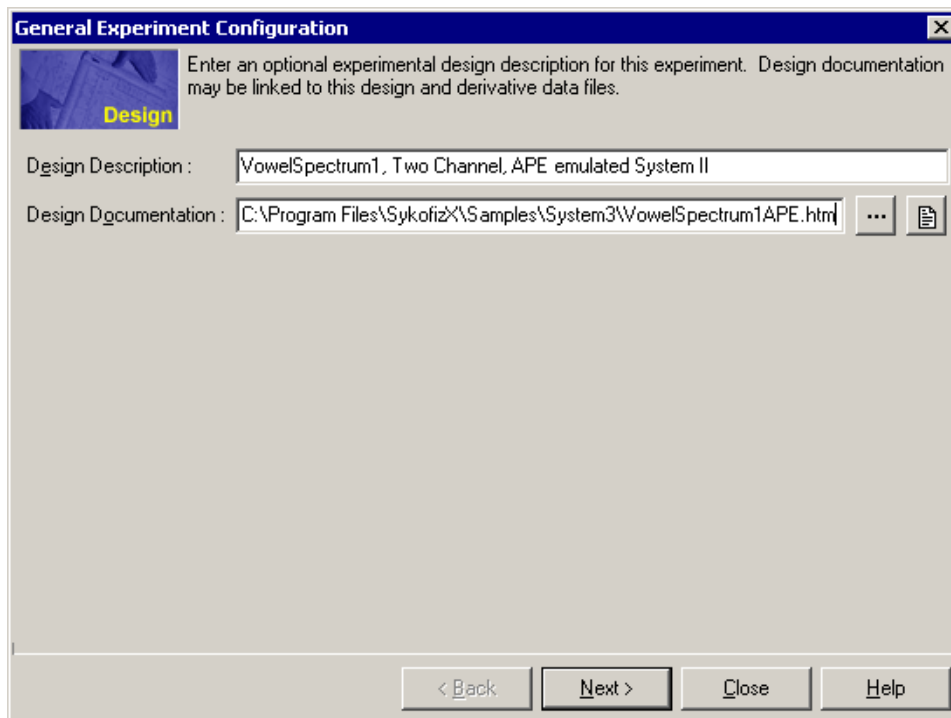 General Experiment Configuration
Enter an optional experimental design description for this experiment. Design documentation
may be linked to this design and derivative data files.
Design
Design Description :
VowelSpectrum1, Two Channel, APE emulated System II
Design Documentation :
C:\Program Files\SykofizX\Samples\System3\VowelSpectrum1APE.htm
...
< Back
Next >
Close
Help